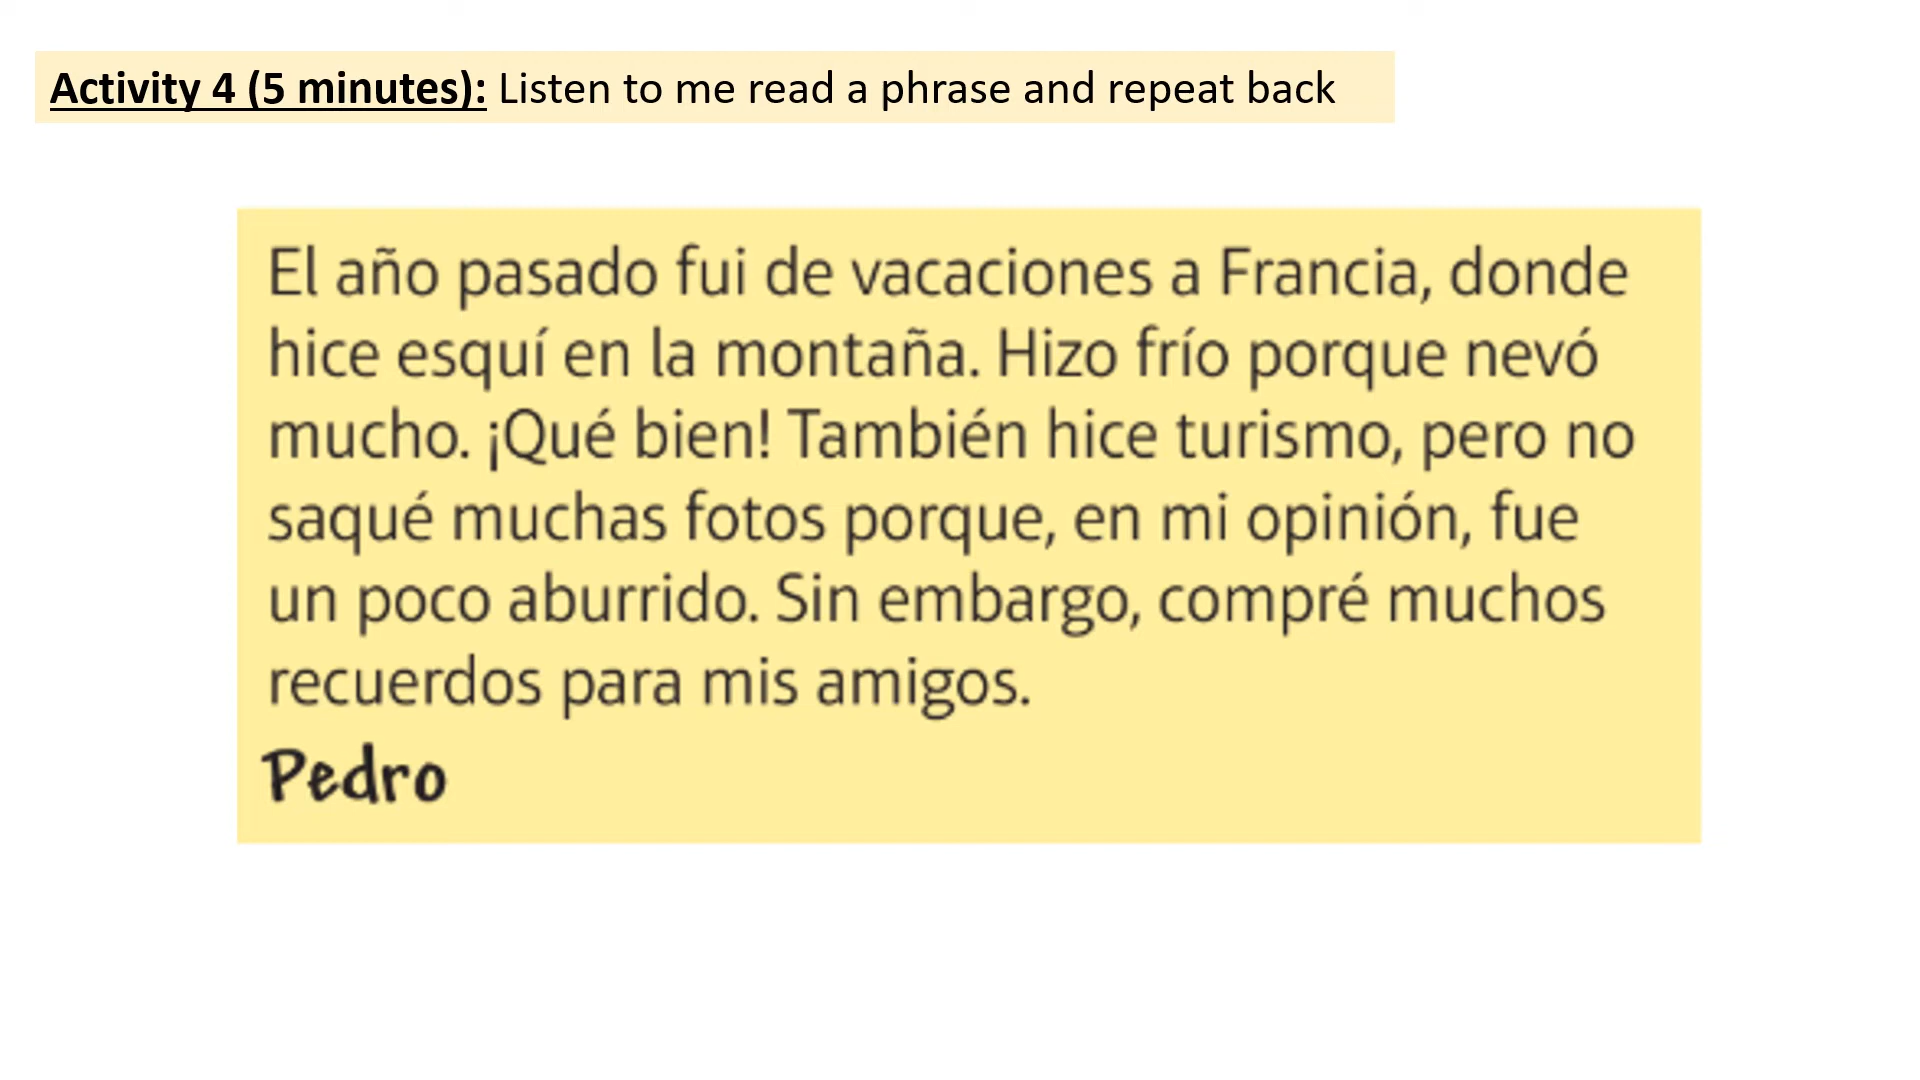 Activity 4 (5 minutes): Listen to me read a phrase and repeat back
El año pasado fui de vacaciones a Francia, donde
hice esquí en la montaña. Hizo frío porque nevó
mucho. ¡Qué bien! También hice turismo, pero no
saqué muchas fotos porque, en mi opinión, fue
un poco aburrido. Sin embargo, compré muchos
recuerdos para mis amigos.
Pedro